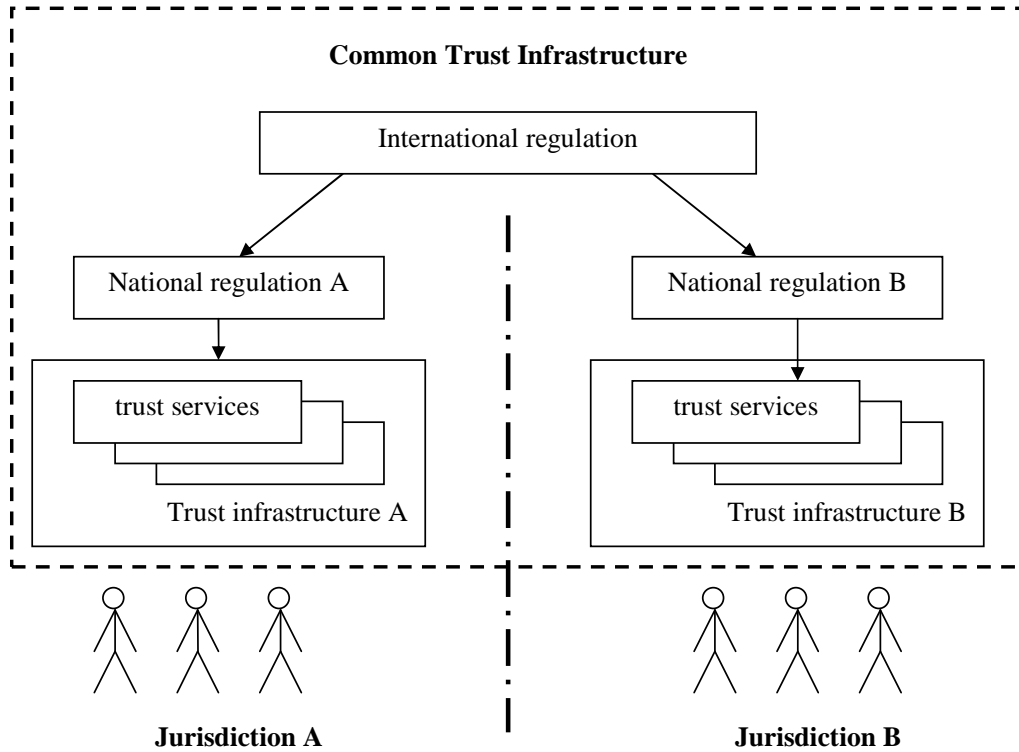 Common Trust Infrastructure
International regulation
National regulation A
National regulation B
trust services
trust services
Trust infrastructure A
Trust infrastructure B
Jurisdiction A
Jurisdiction B